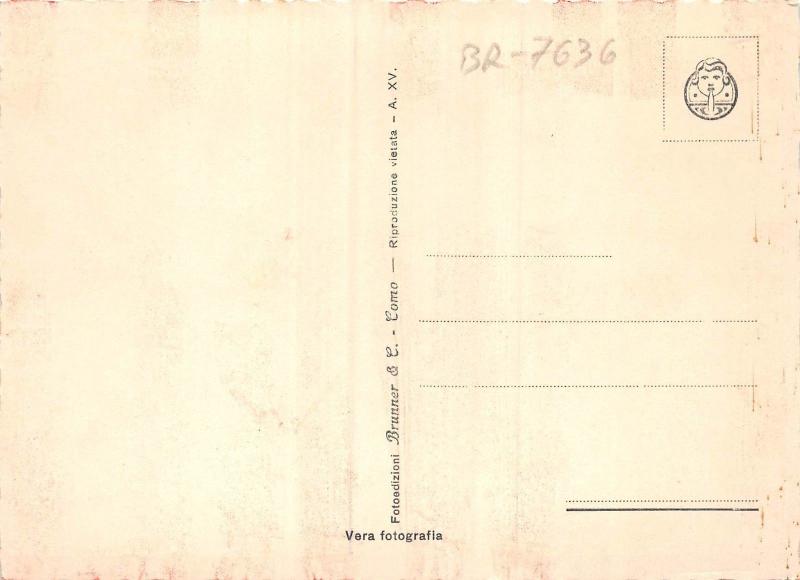 BR-7636
Fotoedizioni Brunner & C. - Como — Riproduzione vietata - A. XV.
Vera fotografia